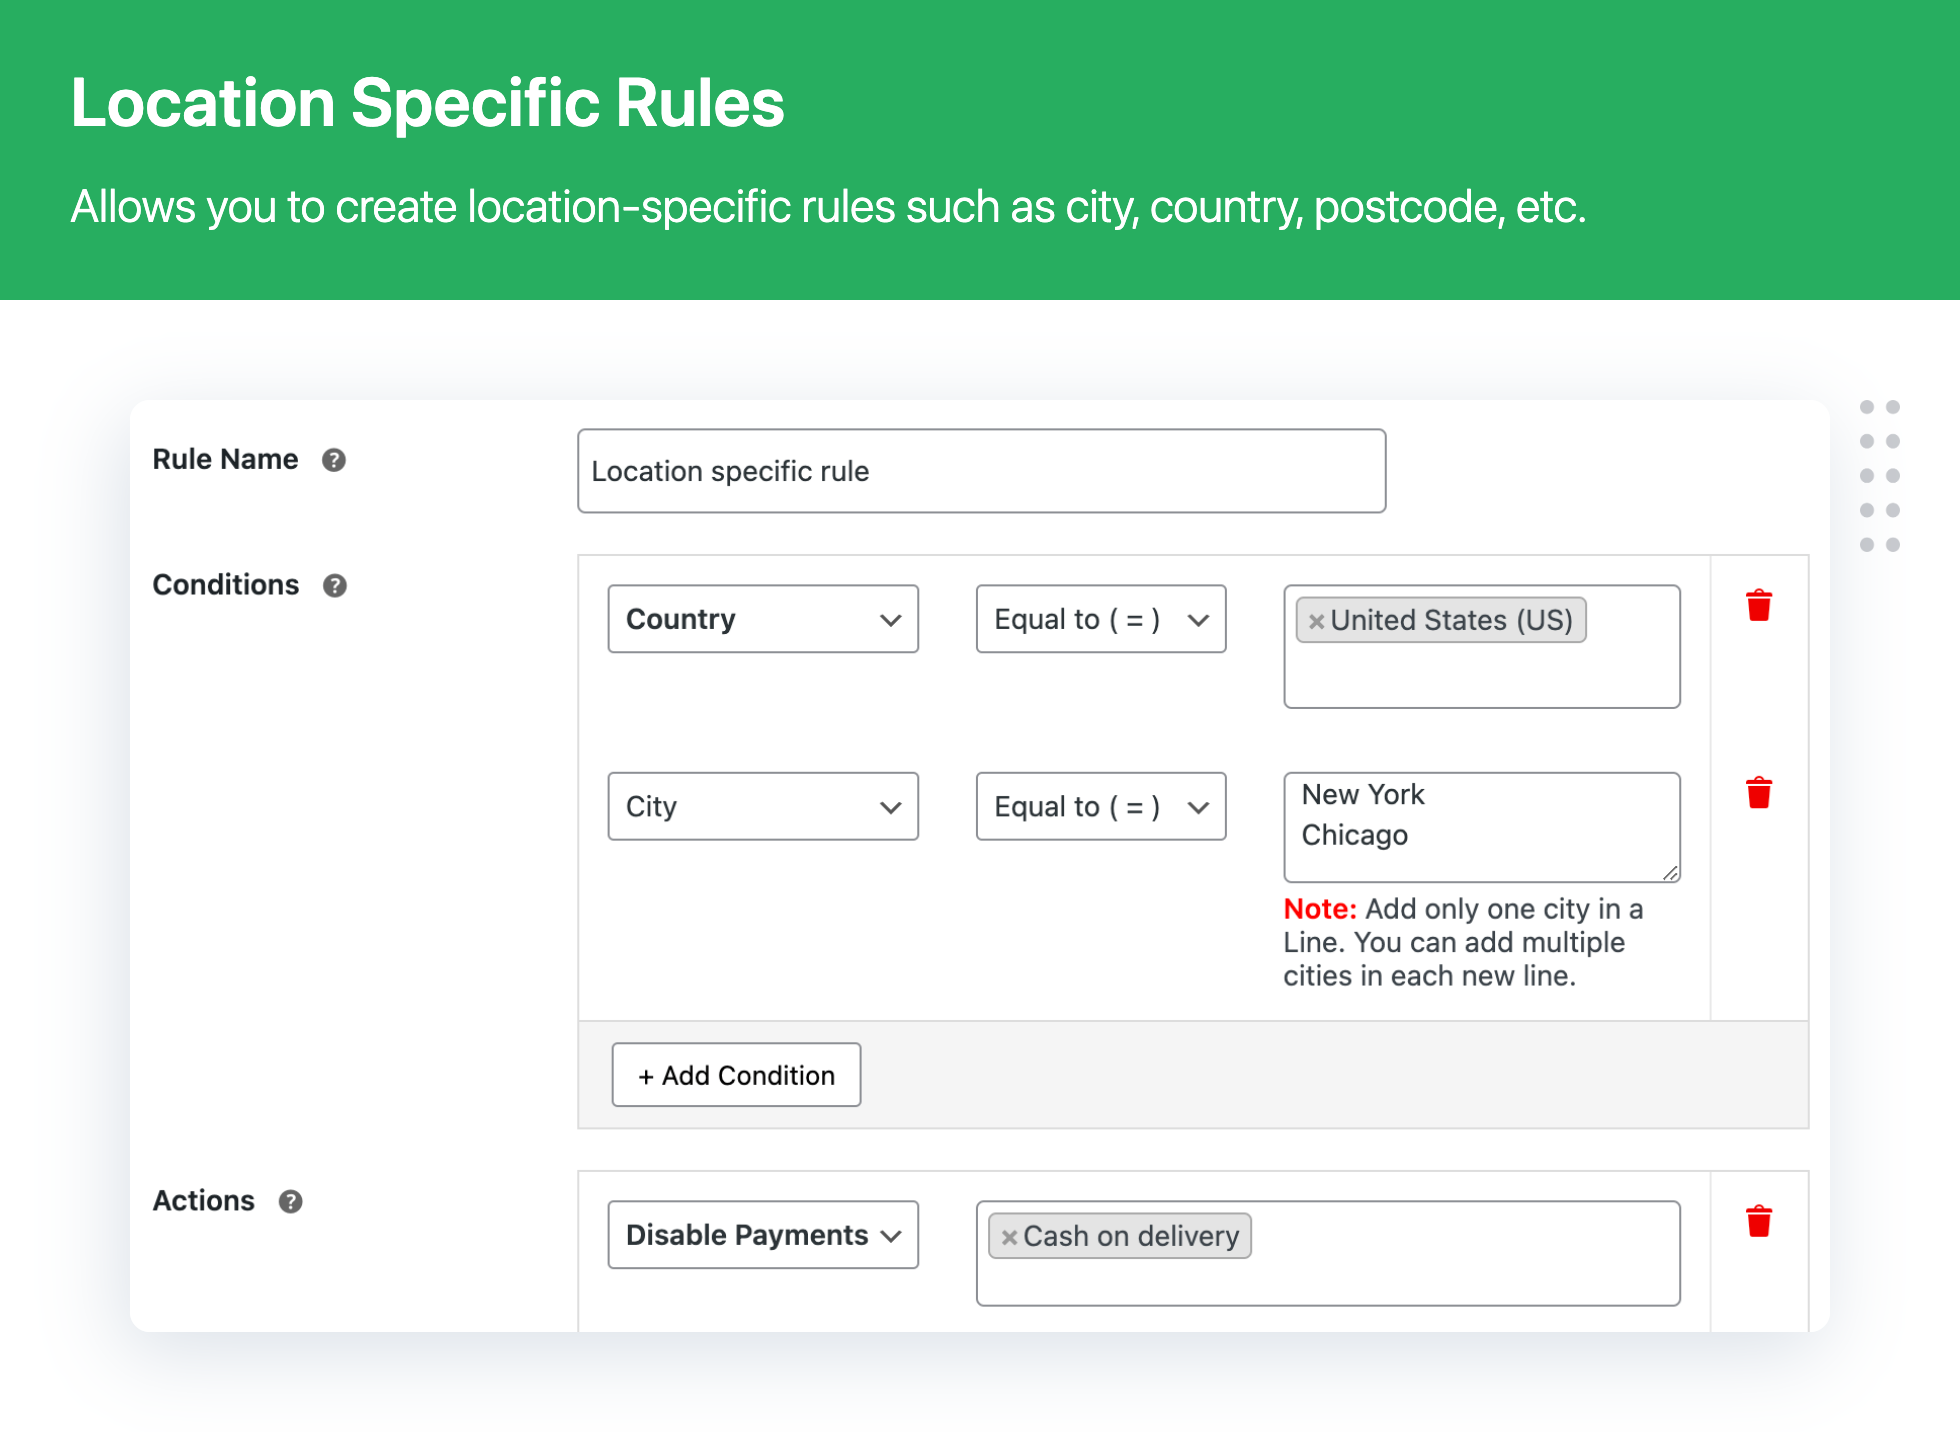 Location Specific Rules
Allows you to create location-specific rules such as city, country, postcode, etc.
Rule Name ?
Location specific rule
Conditions ?
Country
Equal to ( = )
×United States (US)
City
Equal to ( = )
New York
Chicago
Note: Add only one city in a
Line. You can add multiple
cities in each new line.
+ Add Condition
Actions ?
Disable Payments
×Cash on delivery